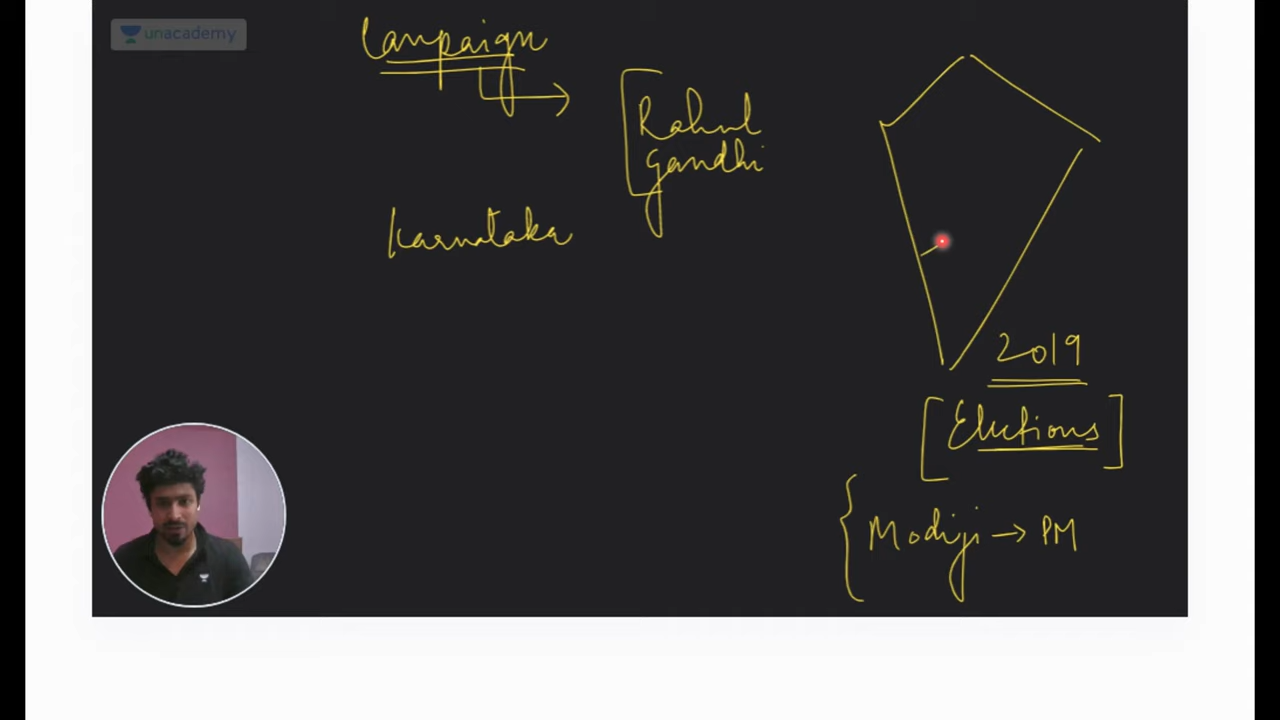 unacademy
Campaign
Rahul
Gandhi
Karnataka
2019
[Elections]
{Modiji → PM